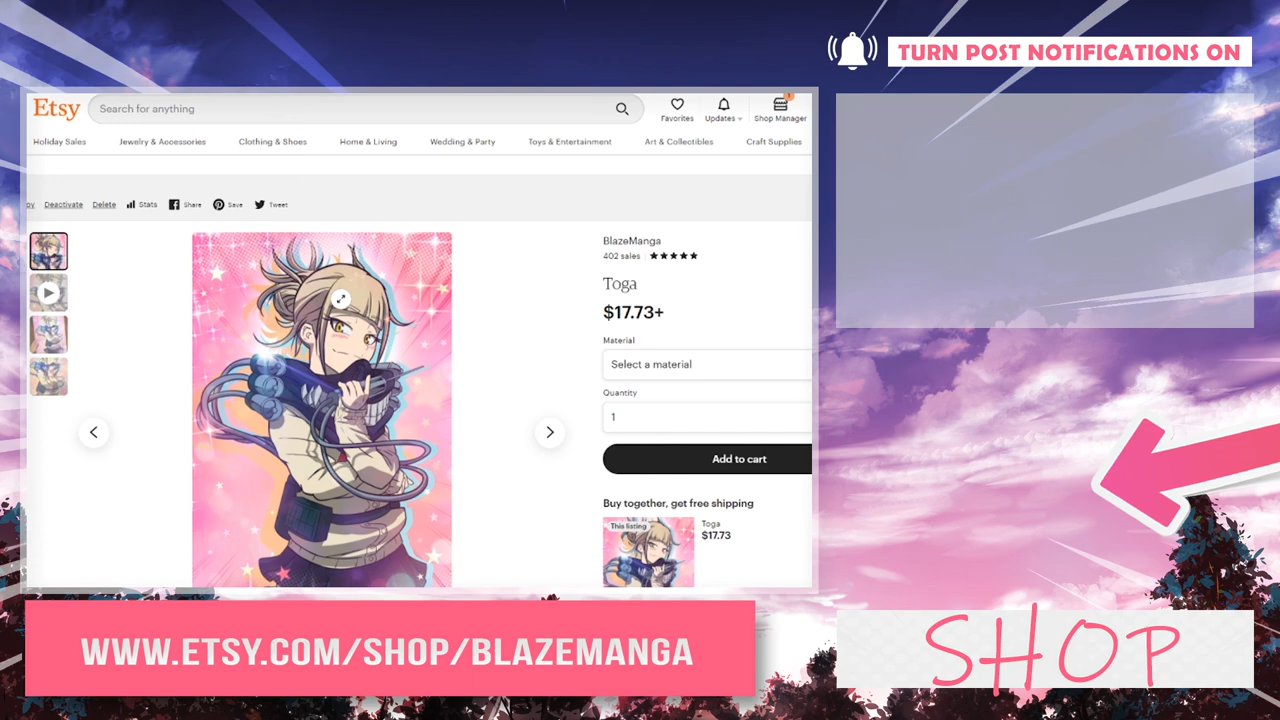 TURN POST NOTIFICATIONS ON
Etsy
Search for anything
Favorites
Updates
1
Shop Manager
Holiday Sales
Jewelry & Accessories
Clothing & Shoes
Home & Living
Wedding & Party
Toys & Entertainment
Art & Collectibles
Craft Supplies
Deactivate
Delete
Stats
Share
Save
Tweet
BlazeManga
402 sales
Toga
$17.73+
Material
Select a material
Quantity
1
Add to cart
Buy together, get free shipping
This listing
Toga
$17.73
WWW.ETSY.COM/SHOP/BLAZEMANGA
SHOP